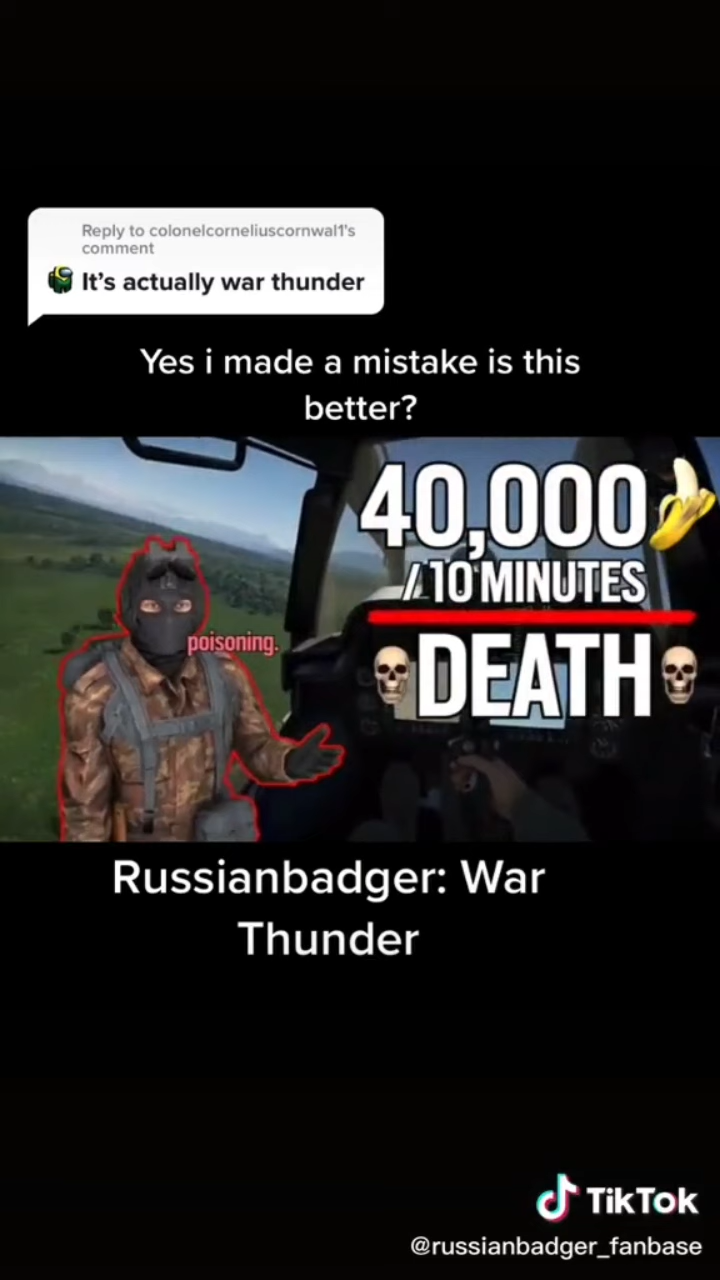 Reply to colonelcorneliuscornwal1's
comment
It's actually war thunder
Yes i made a mistake is this
better?
40,000
/10 MINUTES
poisoning.
DEATH
Russianbadger: War
Thunder
TikTok
@russianbadger_fanbase